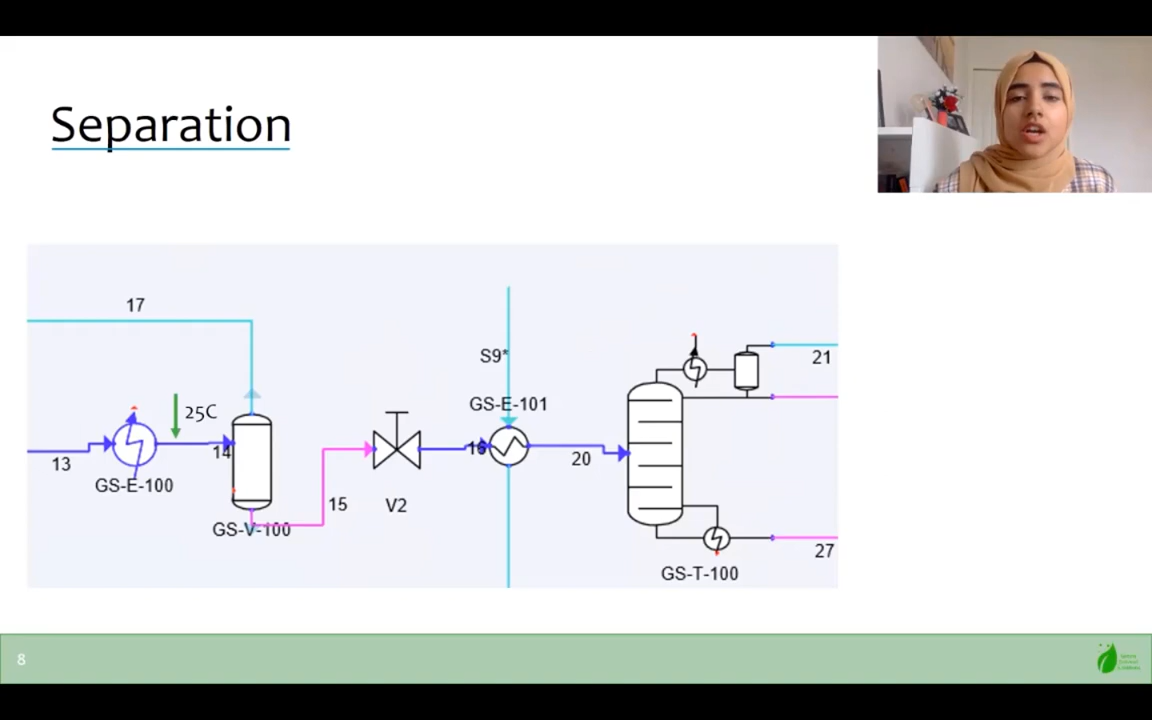 Separation
17
S9*
GS-E-101
21
25C
13
14
16
20
GS-E-100
15
V2
GS-V-100
27
GS-T-100
8